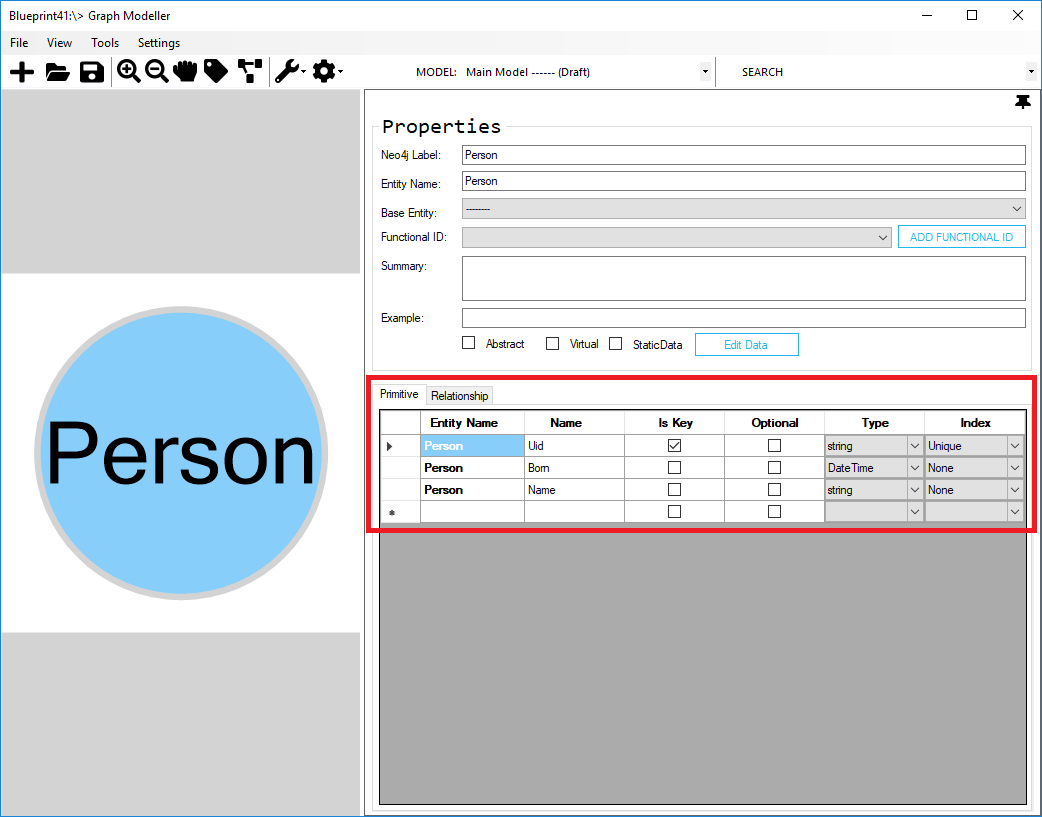 Blueprint41:\> Graph Modeller
File View Tools Settings
MODEL: Main Model ------ (Draft) SEARCH
Properties
Neo4j Label: Person
Entity Name: Person
Base Entity: --------
Functional ID: ADD FUNCTIONAL ID
Summary:
Example:
Abstract Virtual StaticData Edit Data
Person
Primitive Relationship
Entity Name Name Is Key Optional Type Index
Person Uid string Unique
Person Born DateTime None
Person Name string None